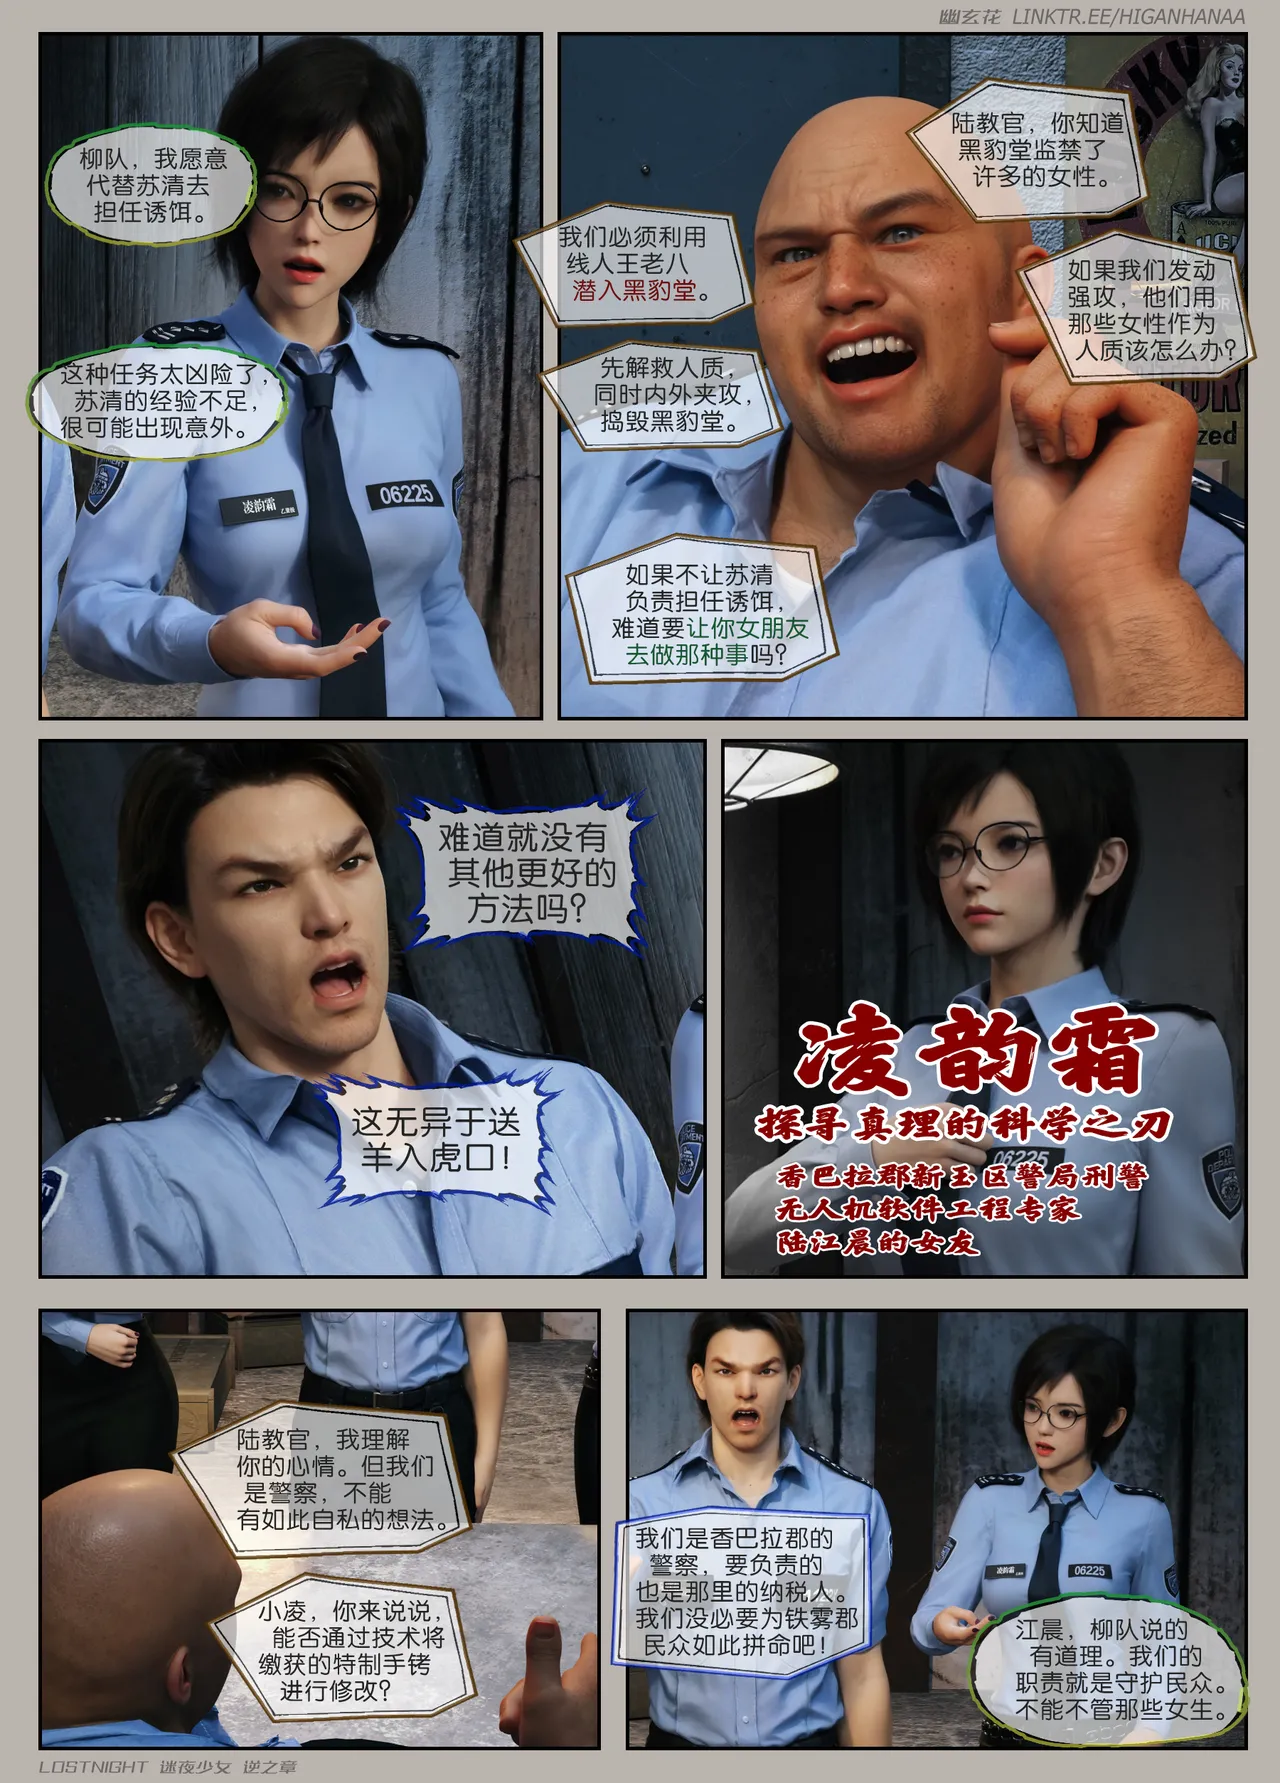 幽玄花 LINKTR.EE/HIGANHANAA
柳队，我愿意
代替苏清去
担任诱饵。
这种任务太凶险了，
苏清的经验不足，
很可能出现意外。
凌韵霜
06225
陆教官，你知道
黑豹堂监禁了
许多的女性。
如果我们发动
强攻，他们用
那些女性作为
人质该怎么办？
我们必须利用
线人王老八
潜入黑豹堂。
先解救人质，
同时内外夹攻，
捣毁黑豹堂。
如果不让苏清
负责担任诱饵，
难道要让你女朋友
去做那种事吗？
难道就没有
其他更好的
方法吗？
这无异于送
羊入虎口！
凌韵霜
探寻真理的科学之刃
06225
香巴拉郡新玉区警局刑警
无人机软件工程专家
陆江晨的女友
陆教官，我理解
你的心情。但我们
是警察，不能
有如此自私的想法。
小凌，你来说说，
能否通过技术将
缴获的特制手铐
进行修改？
我们是香巴拉郡的
警察，要负责的
也是那里的纳税人。
我们没必要为铁雾郡
民众如此拼命吧！
凌韵霜
06225
江晨，柳队说的
有道理。我们的
职责就是守护民众。
不能不管那些女生。
LOSTNIGHT 迷夜少女 逆之章